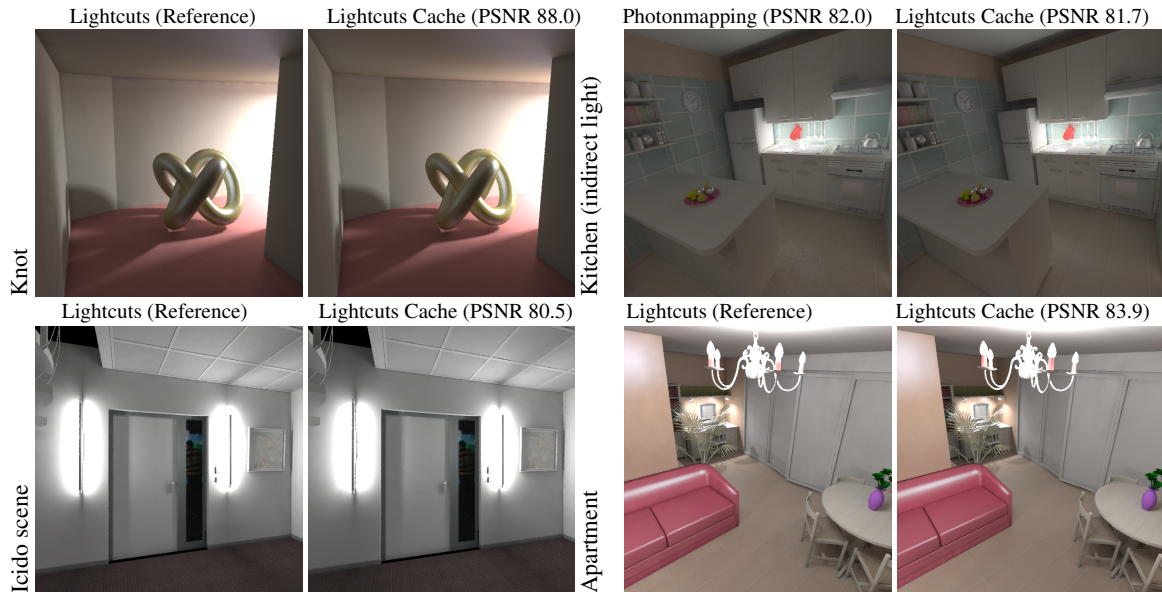 Lightcuts (Reference)
Lightcuts Cache (PSNR 88.0)
Photonmapping (PSNR 82.0)
Lightcuts Cache (PSNR 81.7)
Knot
Kitchen (indirect light)
Lightcuts (Reference)
Lightcuts Cache (PSNR 80.5)
Lightcuts (Reference)
Lightcuts Cache (PSNR 83.9)
Icido scene
Apartment